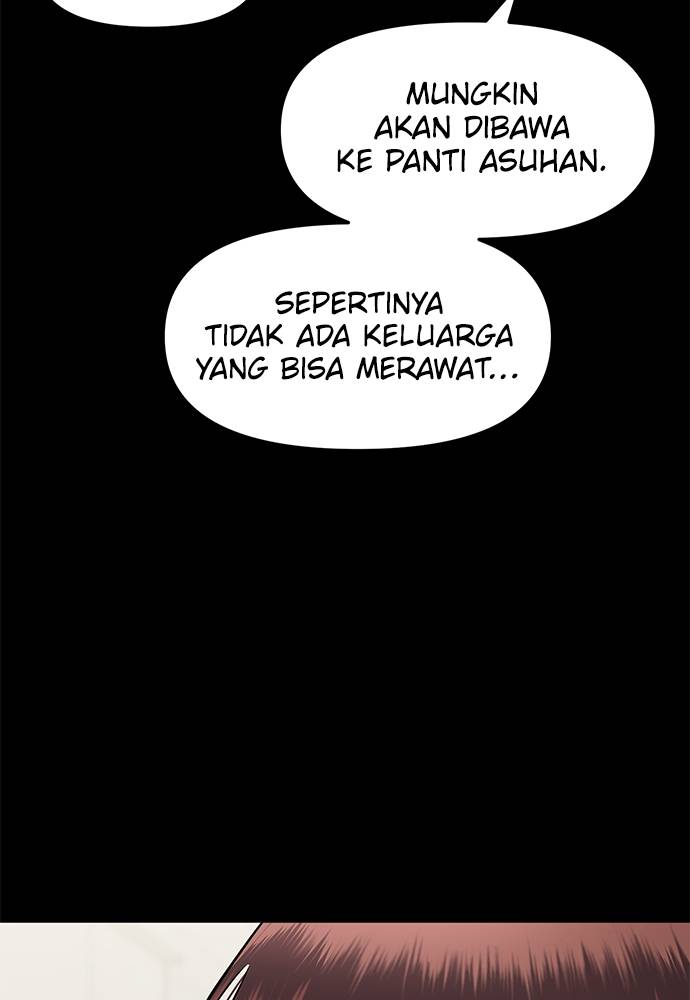 MUNGKIN
AKAN DIBAWA
KE PANTI ASUHAN.
SEPERTINYA
TIDAK ADA KELUARGA
YANG BISA MERAWAT...